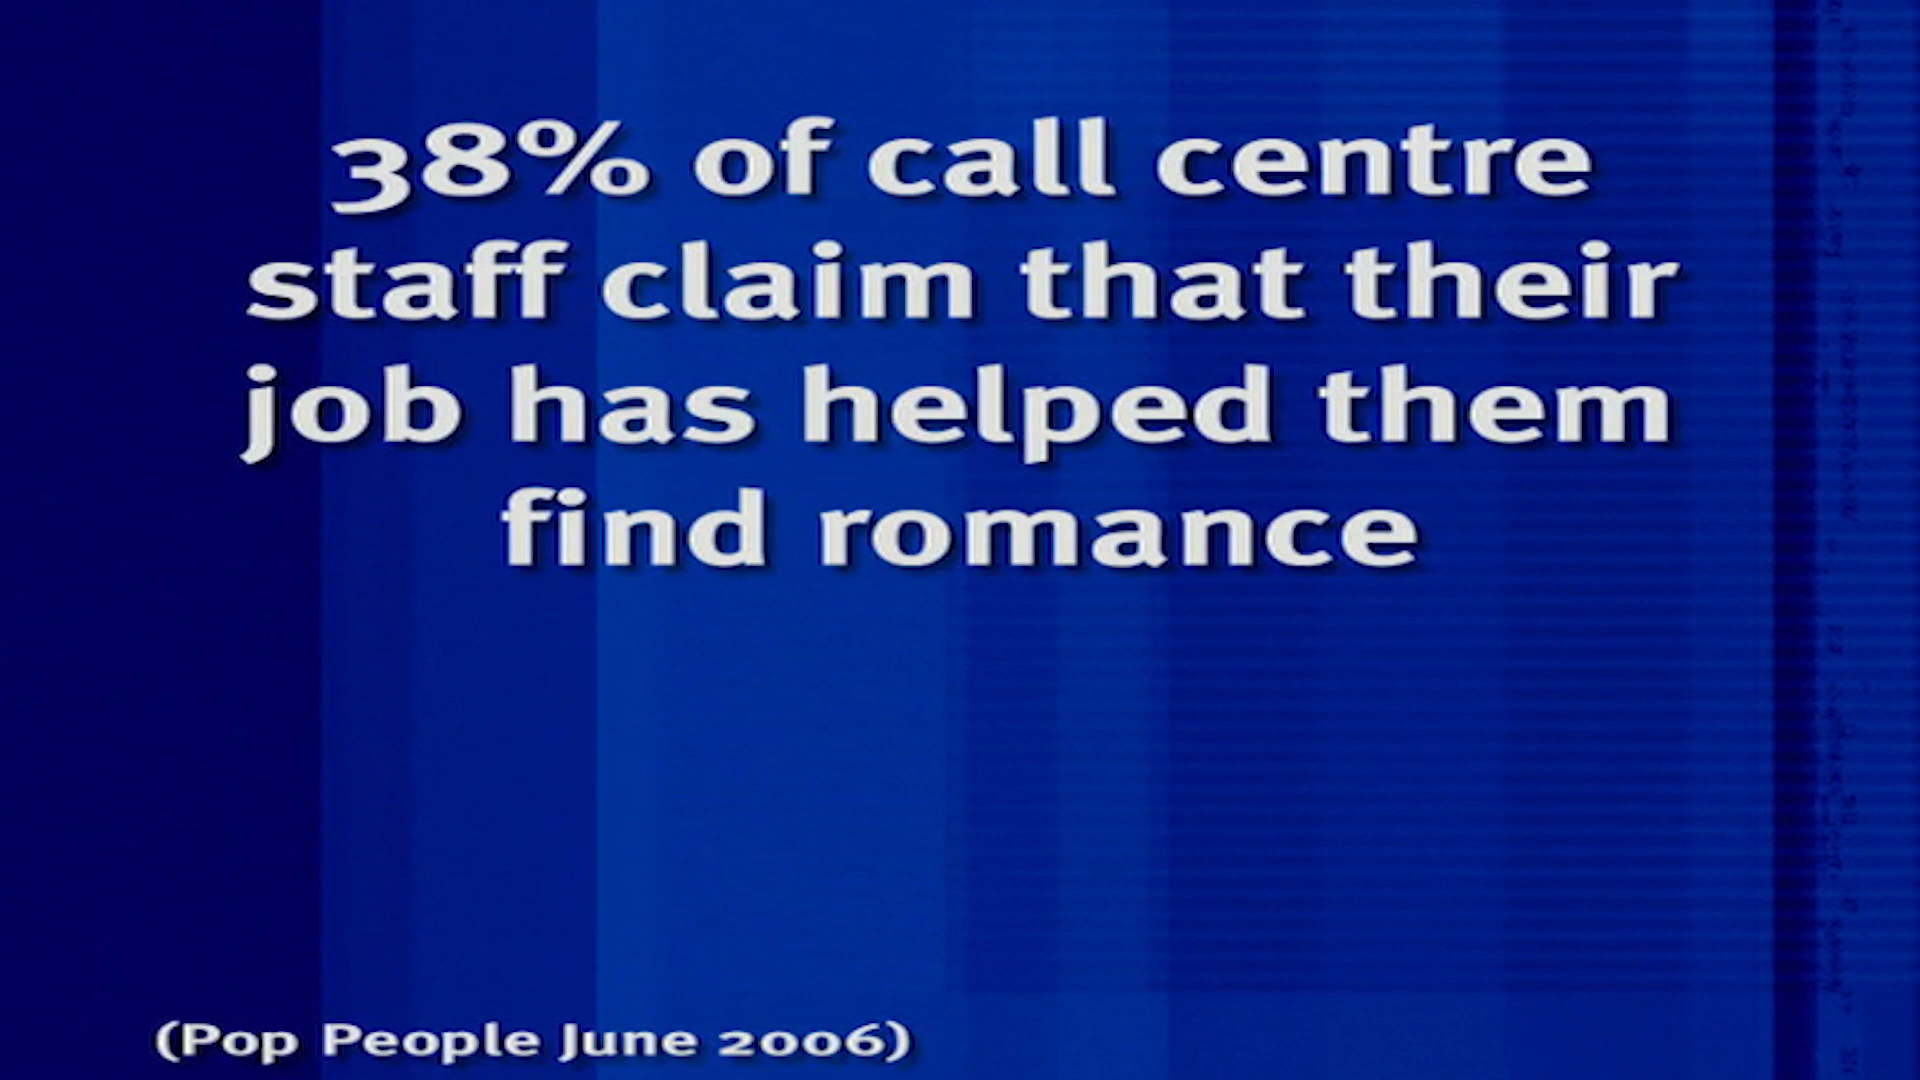 38% of call centre
staff claim that their
job has helped them
find romance
(Pop People June 2006)